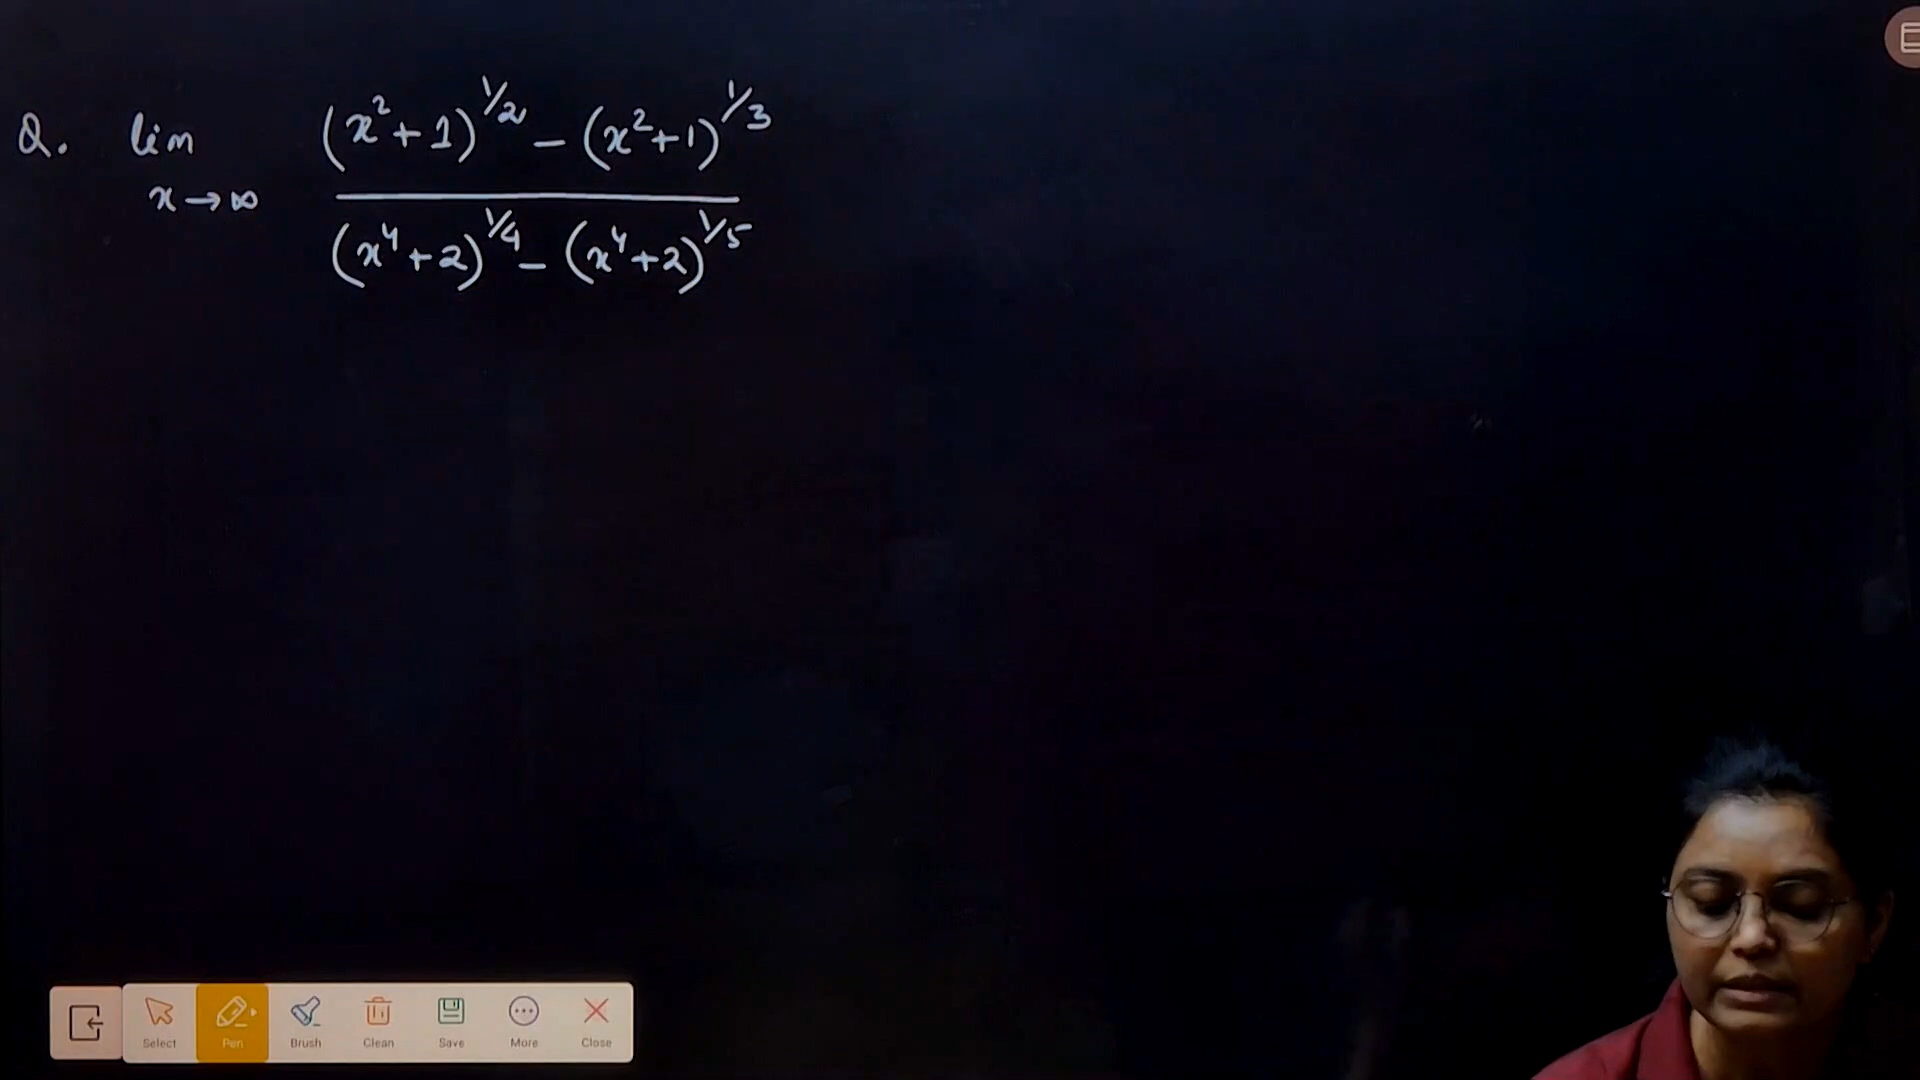 Q. lim x→∞ (x²+1)^1/2 − (x²+1)^1/3
(x⁴+2)^1/4 − (x⁴+2)^1/5
Select Pen Brush Clean Save More Close